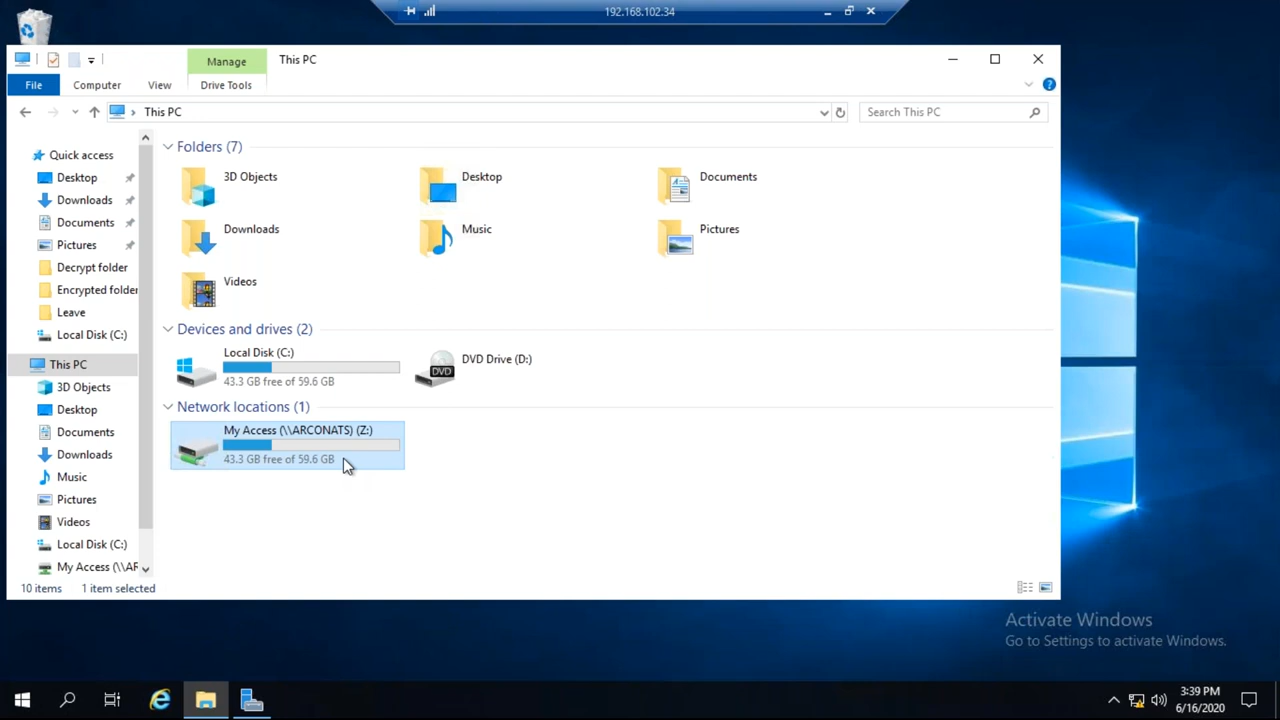 192.168.102.34
Manage
This PC
File
Computer
View
Drive Tools
This PC
Search This PC
Quick access
Desktop
Downloads
Documents
Pictures
Decrypt folder
Encrypted folder
Leave
Local Disk (C:)
This PC
3D Objects
Desktop
Documents
Downloads
Music
Pictures
Videos
Local Disk (C:)
My Access (\\AR
Folders (7)
3D Objects
Desktop
Documents
Downloads
Music
Pictures
Videos
Devices and drives (2)
Local Disk (C:)
43.3 GB free of 59.6 GB
DVD
DVD Drive (D:)
Network locations (1)
My Access (\\ARCONATS) (Z:)
43.3 GB free of 59.6 GB
10 items
1 item selected
Activate Windows
Go to Settings to activate Windows.
3:39 PM
6/16/2020